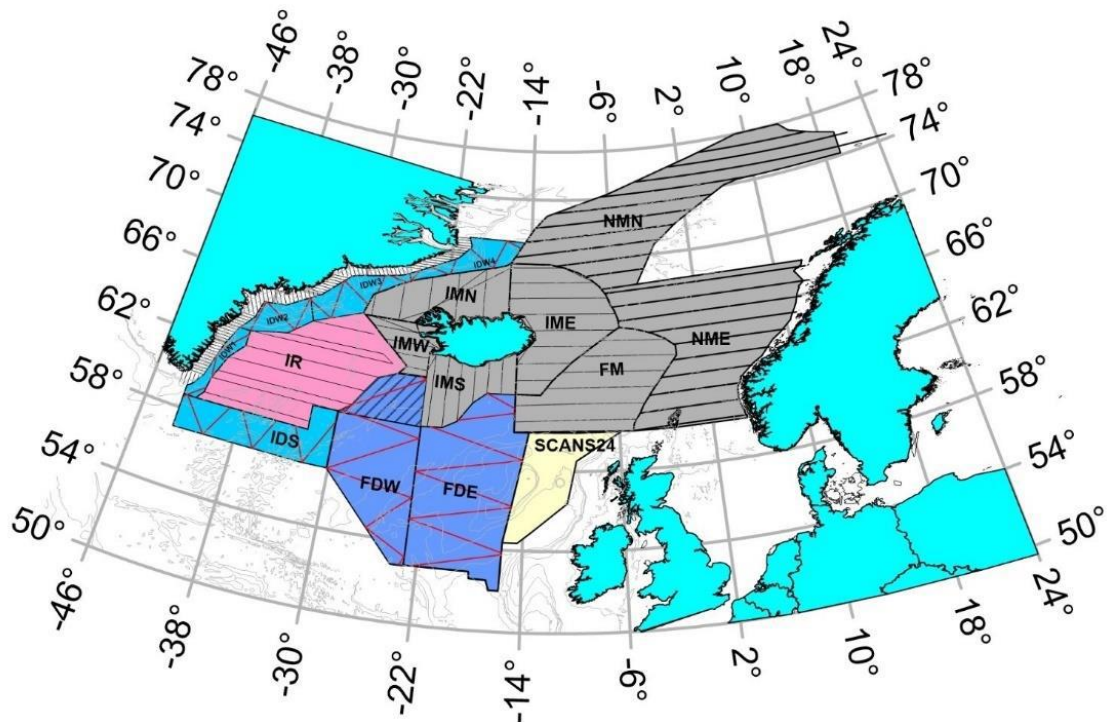 -46° -38° -30° -22° -14° -6° 2° 10° 18° 24°
78° 78°
74° 74°
70° 70°
66° 66°
62° 62°
58° 58°
54° 54°
50° 50°
NMN
IDW4
IDW3
IMN
IDW2
IME
IMW
NME
IDW1
IR
FM
IMS
IDS
SCANS24
FDW
FDE
-46° -38° -30° -22° -14° -6° 2° 10° 18° 24°